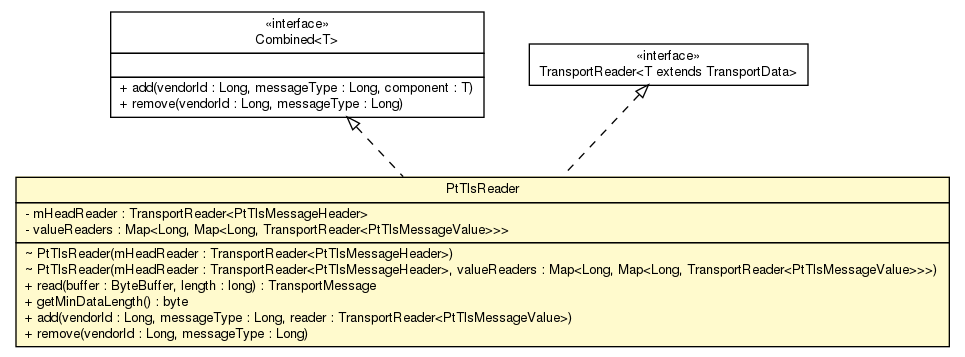 «interface»
Combined<T>
+ add(vendorId : Long, messageType : Long, component : T)
+ remove(vendorId : Long, messageType : Long)
«interface»
TransportReader<T extends TransportData>
PtTlsReader
- mHeadReader : TransportReader<PtTlsMessageHeader>
- valueReaders : Map<Long, Map<Long, TransportReader<PtTlsMessageValue>>>
~ PtTlsReader(mHeadReader : TransportReader<PtTlsMessageHeader>)
~ PtTlsReader(mHeadReader : TransportReader<PtTlsMessageHeader>, valueReaders : Map<Long, Map<Long, TransportReader<PtTlsMessageValue>>>)
+ read(buffer : ByteBuffer, length : long) : TransportMessage
+ getMinDataLength() : byte
+ add(vendorId : Long, messageType : Long, reader : TransportReader<PtTlsMessageValue>)
+ remove(vendorId : Long, messageType : Long)